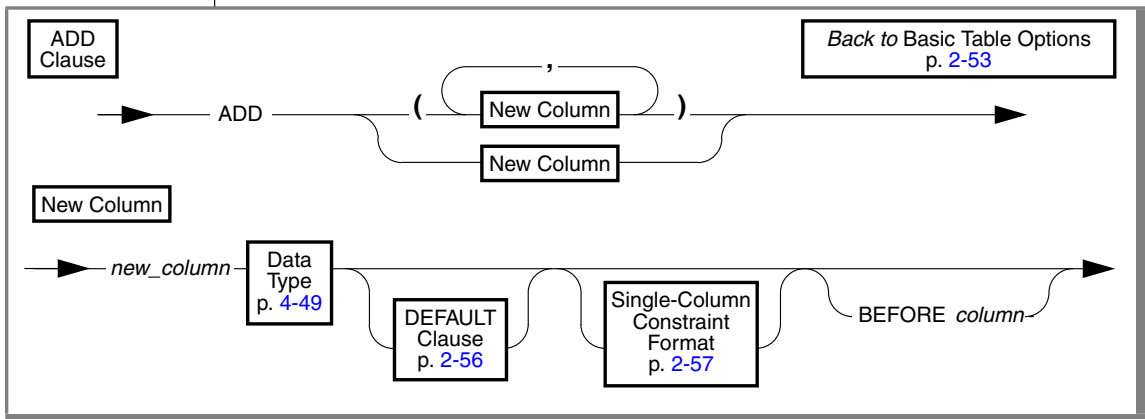 ADD
Clause
Back to Basic Table Options
p. 2-53
,
ADD
(
New Column
)
New Column
New Column
new_column
Data
Type
p. 4-49
DEFAULT
Clause
p. 2-56
Single-Column
Constraint
Format
p. 2-57
BEFORE column